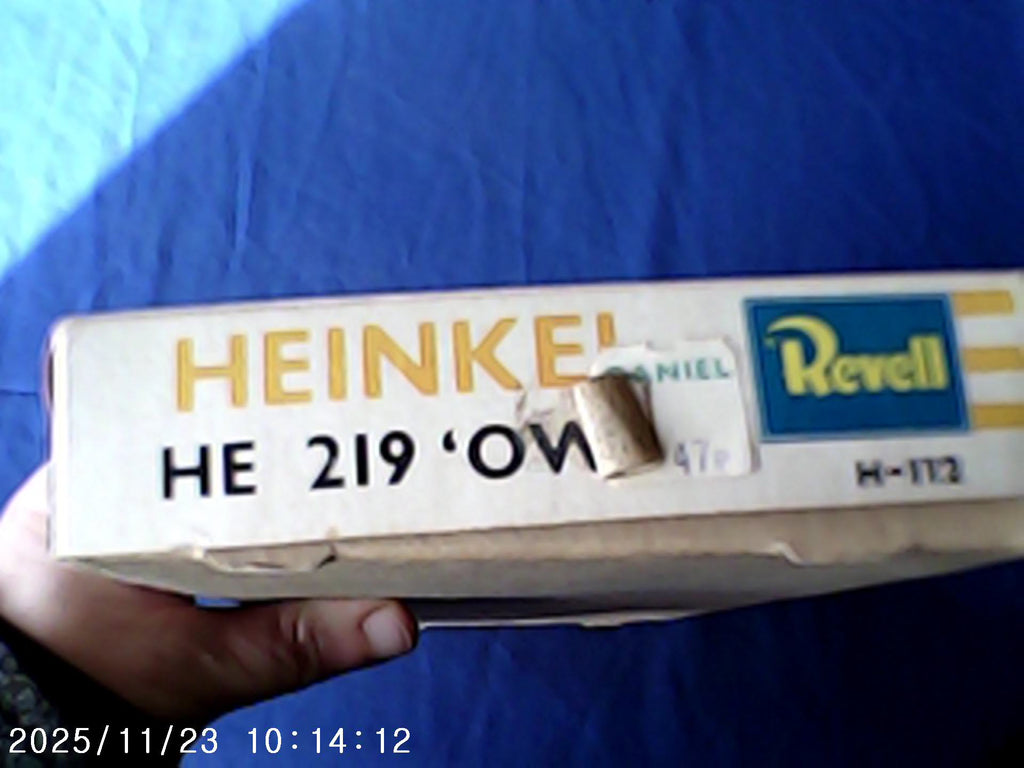 HEINKEL
DANIEL
Revell
HE 219 ‘OW
47p
H-112
2025/11/23 10:14:12